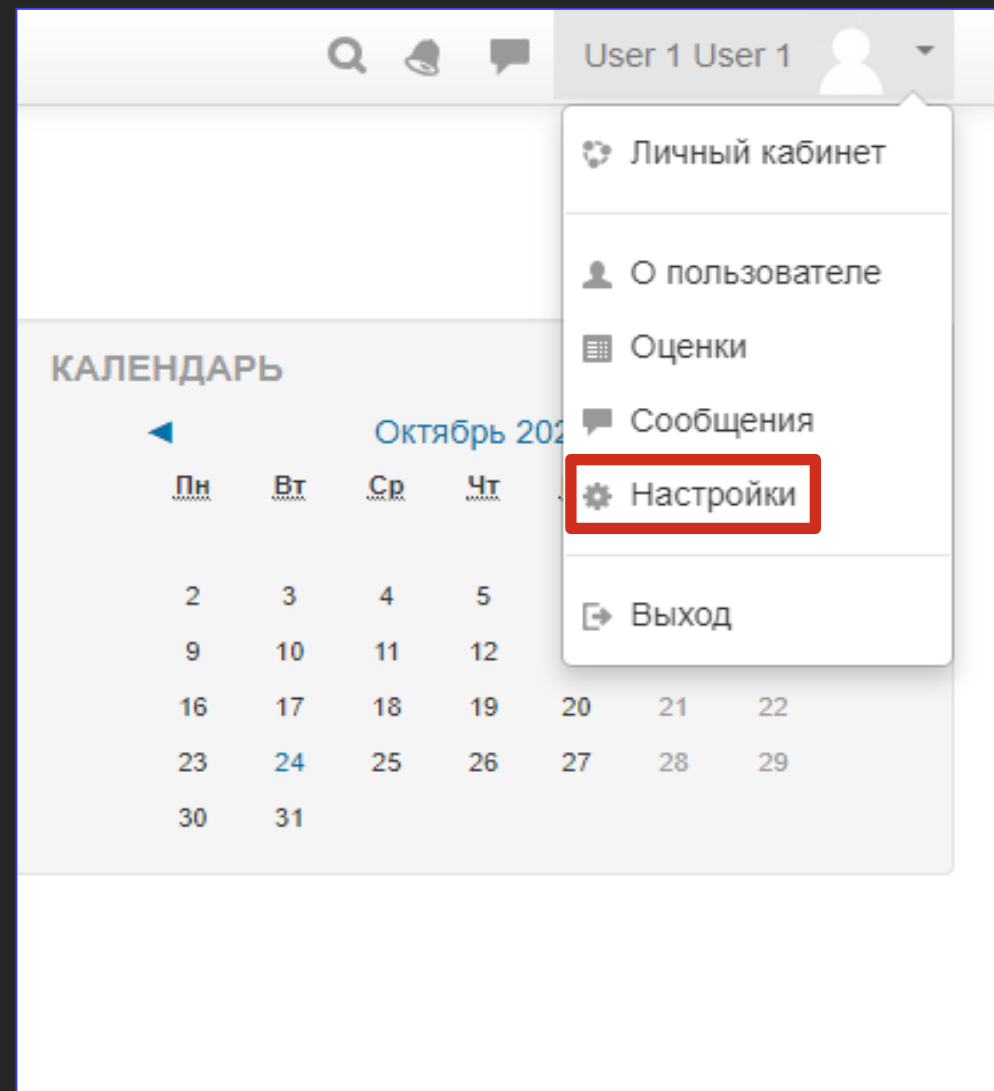 User 1 User 1
Личный кабинет
О пользователе
Оценки
Сообщения
Настройки
Выход
КАЛЕНДАРЬ
Октябрь
Пн Вт Ср Чт
2 3 4 5
9 10 11 12
16 17 18 19 20 21 22
23 24 25 26 27 28 29
30 31